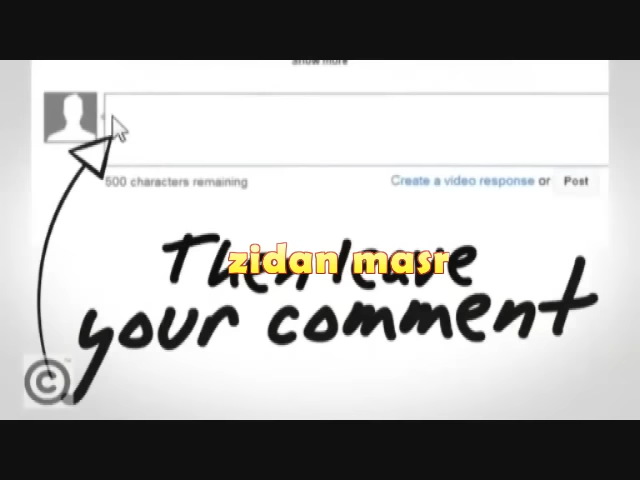 show more
500 characters remaining
Create a video response or Post
Then leave
zidan masr
your comment
©